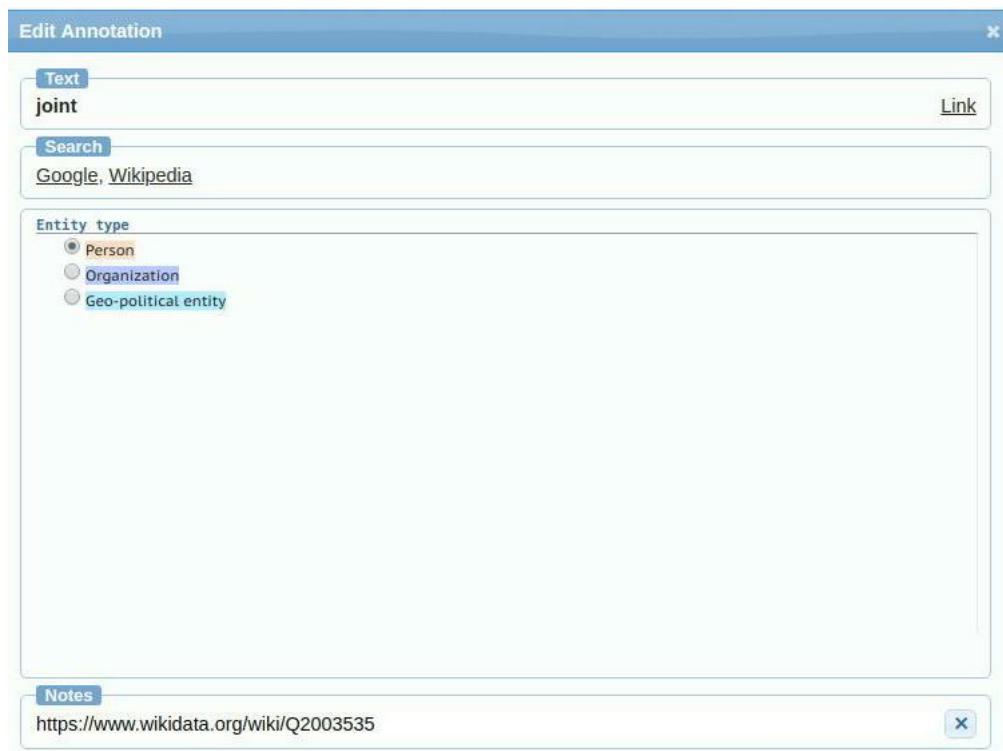 Edit Annotation
Text
joint Link
Search
Google, Wikipedia
Entity type
Person
Organization
Geo-political entity
Notes
https://www.wikidata.org/wiki/Q2003535